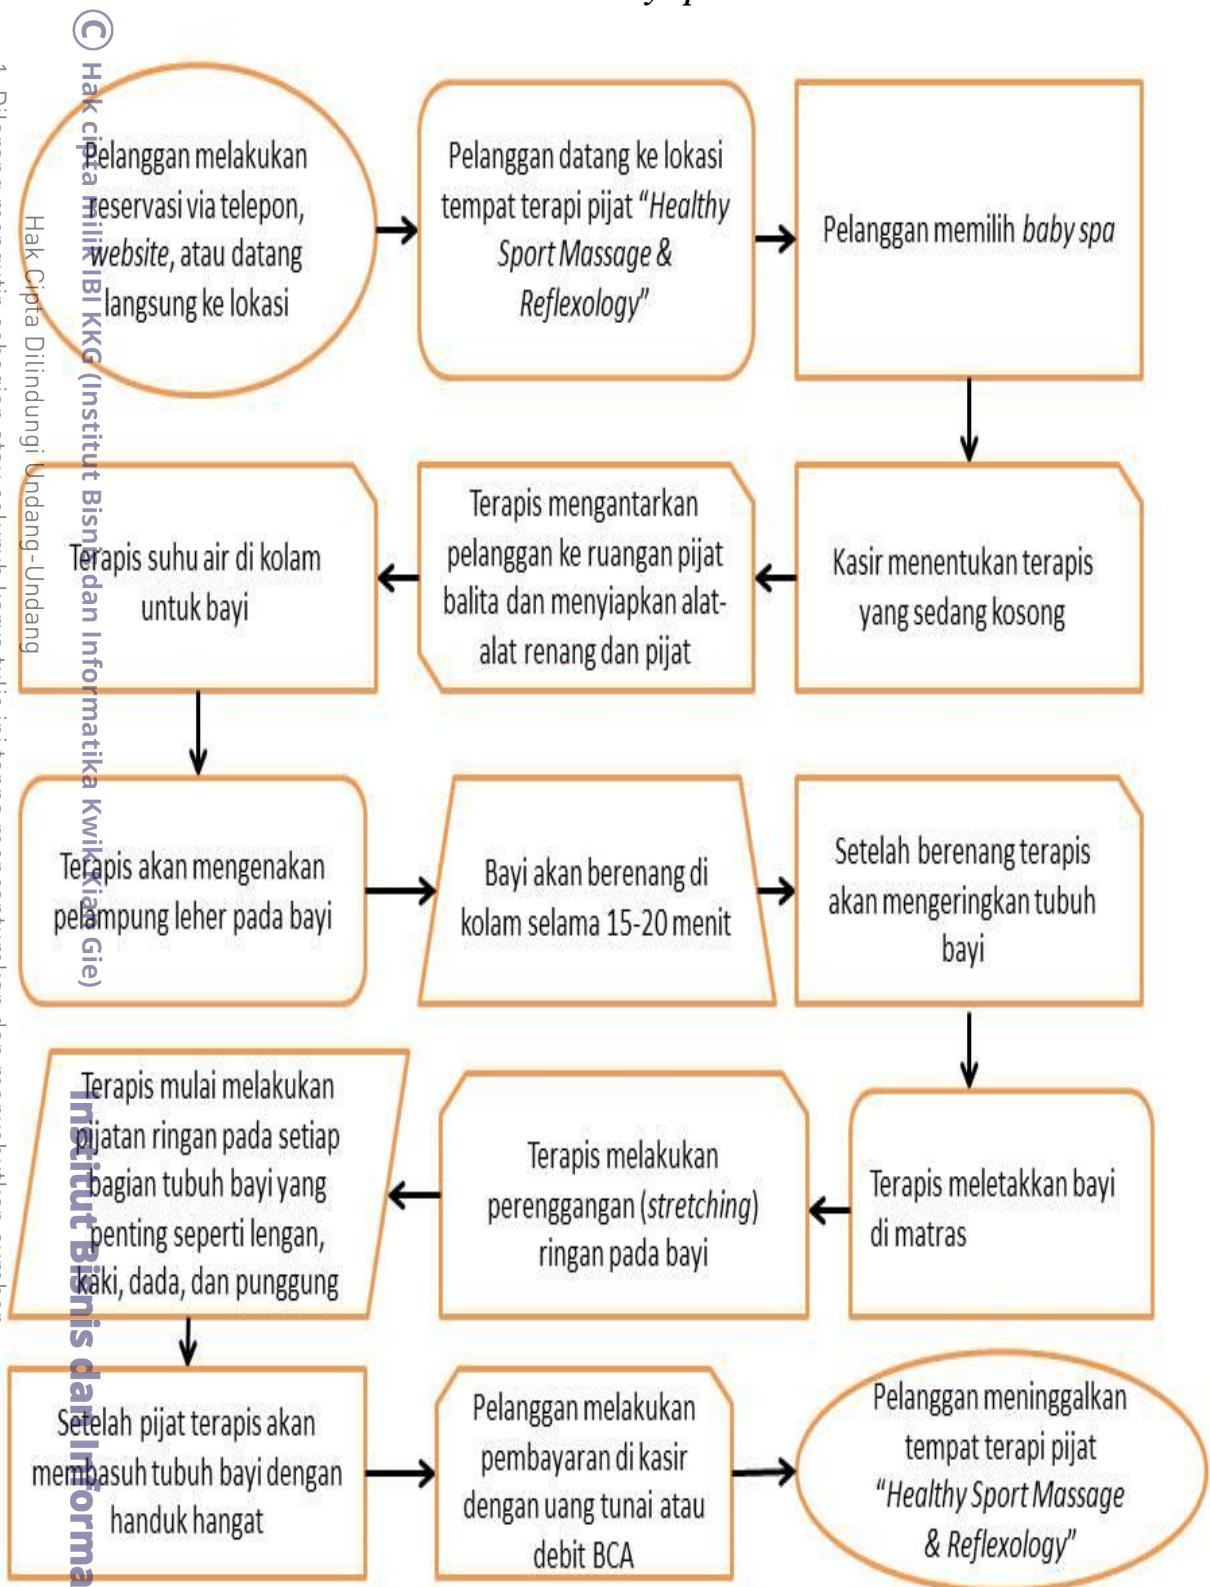 Pelanggan melakukan
reservasi via telepon,
website, atau datang
langsung ke lokasi
Pelanggan datang ke lokasi
tempat terapi pijat “Healthy
Sport Massage &
Reflexology”
Pelanggan memilih baby spa
Kasir menentukan terapis
yang sedang kosong
Terapis mengantarkan
pelanggan ke ruangan pijat
balita dan menyiapkan alat-
alat renang dan pijat
Terapis suhu air di kolam
untuk bayi
Terapis akan mengenakan
pelampung leher pada bayi
Bayi akan berenang di
kolam selama 15-20 menit
Setelah berenang terapis
akan mengeringkan tubuh
bayi
Terapis meletakkan bayi
di matras
Terapis melakukan
perenggangan (stretching)
ringan pada bayi
Terapis mulai melakukan
pijatan ringan pada setiap
bagian tubuh bayi yang
penting seperti lengan,
kaki, dada, dan punggung
Setelah pijat terapis akan
membasuh tubuh bayi dengan
handuk hangat
Pelanggan melakukan
pembayaran di kasir
dengan uang tunai atau
debit BCA
Pelanggan meninggalkan
tempat terapi pijat
“Healthy Sport Massage
& Reflexology”
© Hak cipta milik IBI KKG (Institut Bisnis dan Informatika Kwik Kian Gie)
Institut Bisnis dan Informa
Hak Cipta Dilindungi Undang-Undang